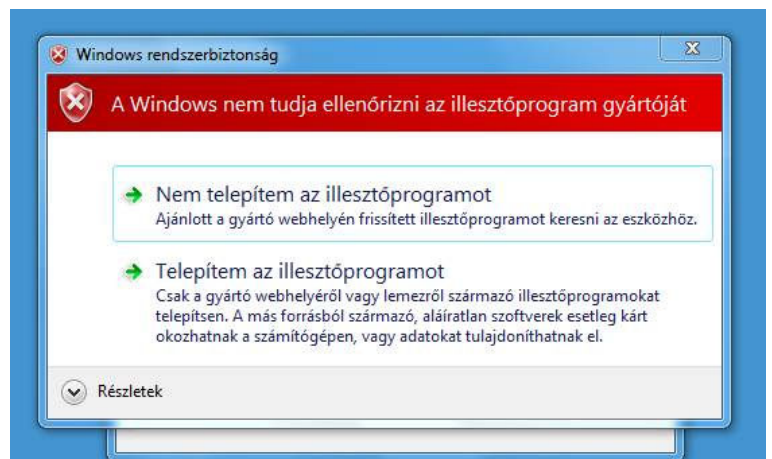 Windows rendszerbiztonság
A Windows nem tudja ellenőrizni az illesztőprogram gyártóját
Nem telepítem az illesztőprogramot
Ajánlott a gyártó webhelyén frissített illesztőprogramot keresni az eszközhöz.
Telepítem az illesztőprogramot
Csak a gyártó webhelyéről vagy lemezről származó illesztőprogramokat
telepítsen. A más forrásból származó, aláíratlan szoftverek esetleg kárt
okozhatnak a számítógépen, vagy adatokat tulajdoníthatnak el.
Részletek